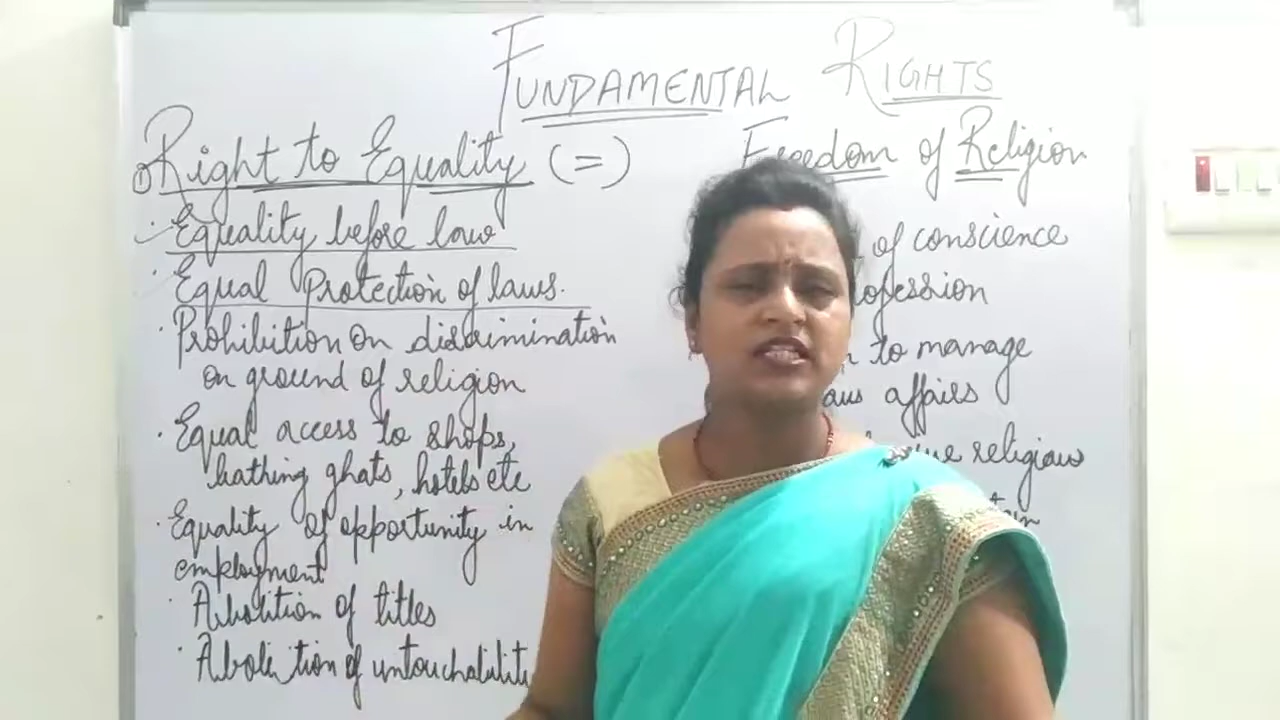 FUNDAMENTAL RIGHTS
Right to Equality (=)
Equality before law
Equal Protection of laws.
Prohibition on discrimination
on ground of religion
Equal access to shops,
bathing ghats, hotels etc
Equality of opportunity in
employment
Abolition of titles
Abolition of
Freedom of Religion
of conscience
to manage
affairs
religious